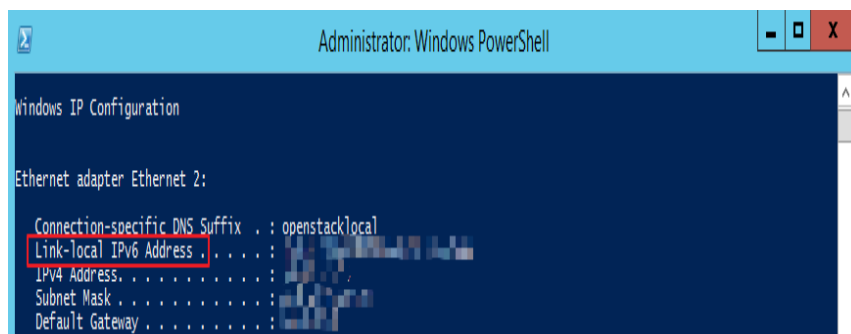 Administrator: Windows PowerShell
Windows IP Configuration
Ethernet adapter Ethernet 2:
Connection-specific DNS Suffix . : openstacklocal
Link-local IPv6 Address . . . . . :
IPv4 Address. . . . . . . . . . . :
Subnet Mask . . . . . . . . . . . :
Default Gateway . . . . . . . . . :